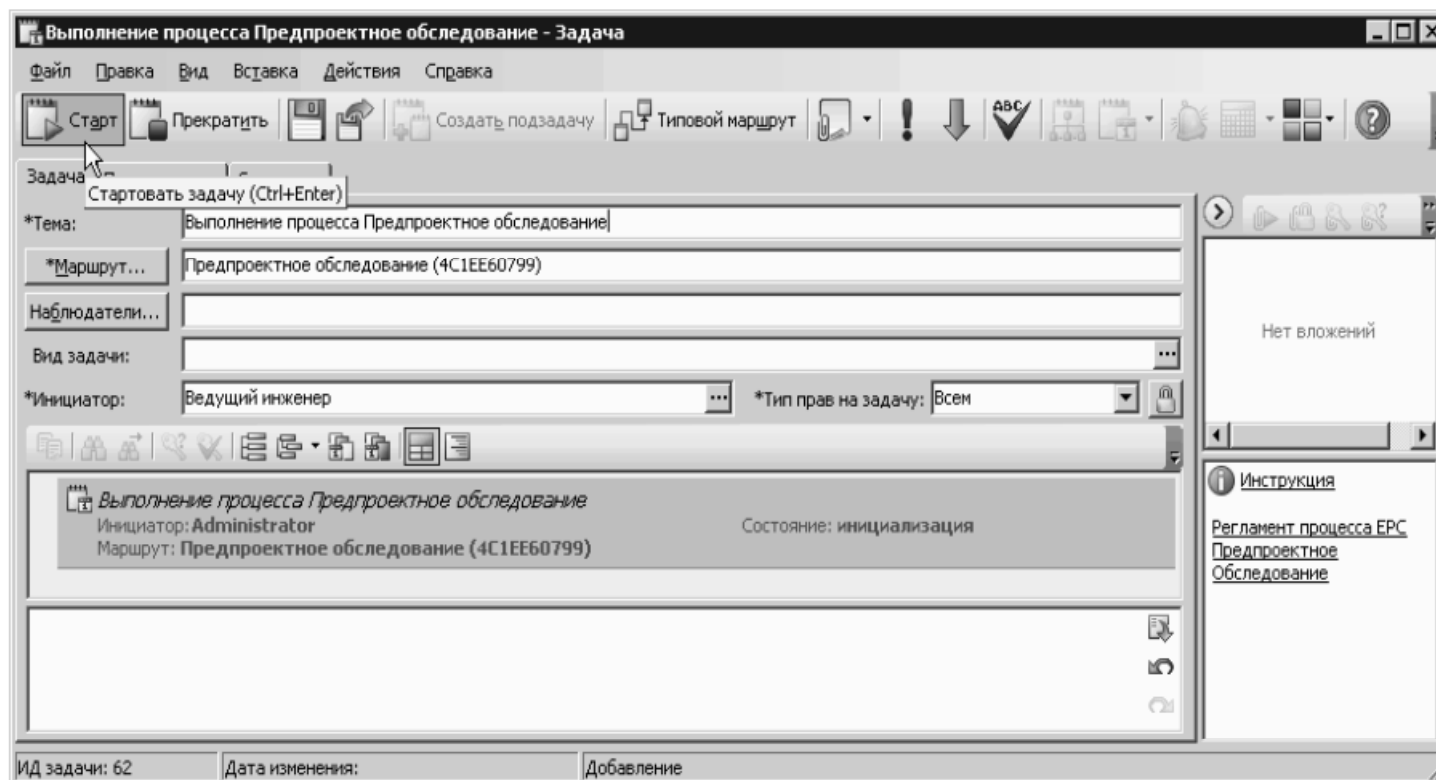 Выполнение процесса Предпроектное обследование - Задача
Файл Правка Вид Вставка Действия Справка
Старт Прекратить Создать подзадачу Типовой маршрут ABC
Задача
Стартовать задачу (Ctrl+Enter)
*Тема: Выполнение процесса Предпроектное обследование
*Маршрут... Предпроектное обследование (4C1EE60799)
Наблюдатели...
Вид задачи:
*Инициатор: Ведущий инженер *Тип прав на задачу: Всем
Выполнение процесса Предпроектное обследование
Инициатор: Administrator Состояние: инициализация
Маршрут: Предпроектное обследование (4C1EE60799)
Нет вложений
Инструкция
Регламент процесса EPC
Предпроектное
Обследование
ИД задачи: 62 Дата изменения: Добавление